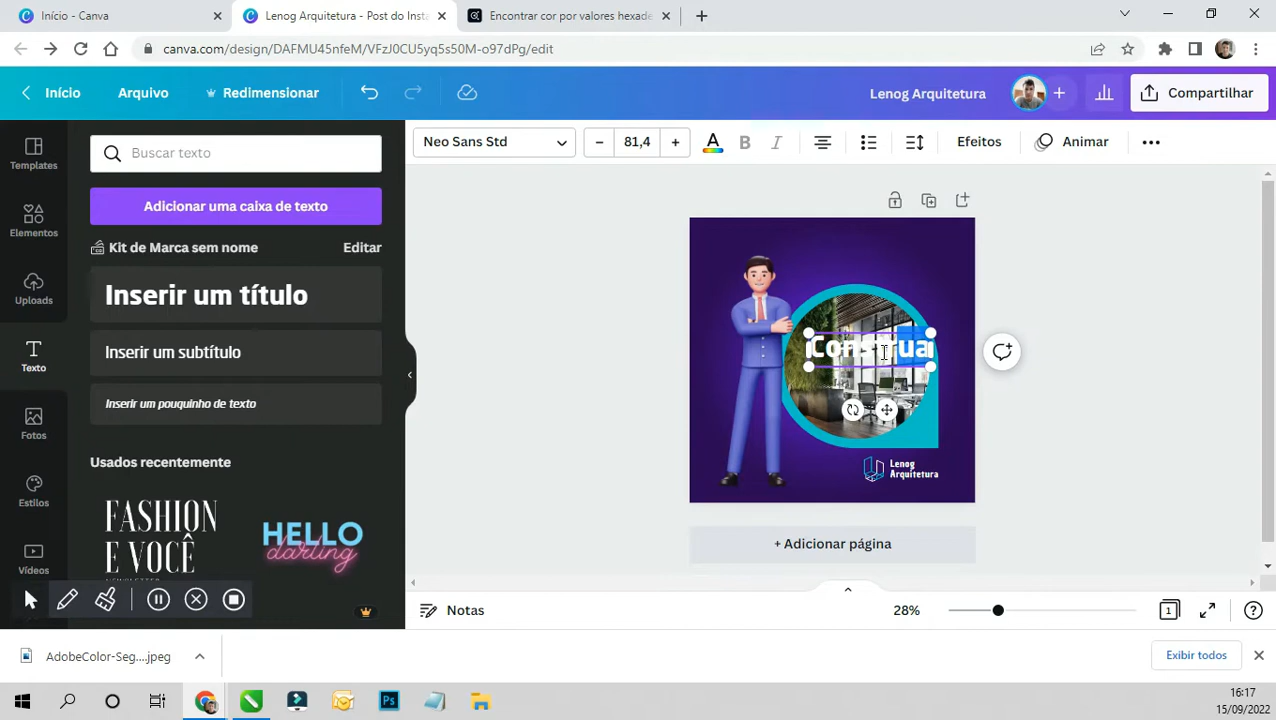 Início - Canva
Lenog Arquitetura - Post do Insta
Encontrar cor por valores hexade
canva.com/design/DAFMU45nfeM/VFzJ0CU5yq5s50M-o97dPg/edit
Início
Arquivo
Redimensionar
Lenog Arquitetura
Compartilhar
Templates
Elementos
Uploads
Texto
Fotos
Estilos
Vídeos
Buscar texto
Adicionar uma caixa de texto
Kit de Marca sem nome
Editar
Inserir um título
Inserir um subtítulo
Inserir um pouquinho de texto
Usados recentemente
FASHION
E VOCÊ
HELLO
darling
Neo Sans Std
81,4
A
B
I
Efeitos
Animar
Construa
Lenog
Arquitetura
+ Adicionar página
Notas
28%
1
AdobeColor-Seg....jpeg
Exibir todos
16:17
15/09/2022